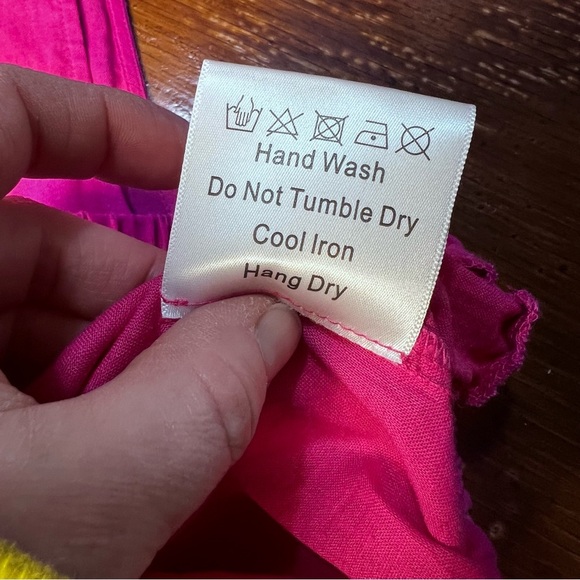 Hand Wash
Do Not Tumble Dry
Cool Iron
Hang Dry